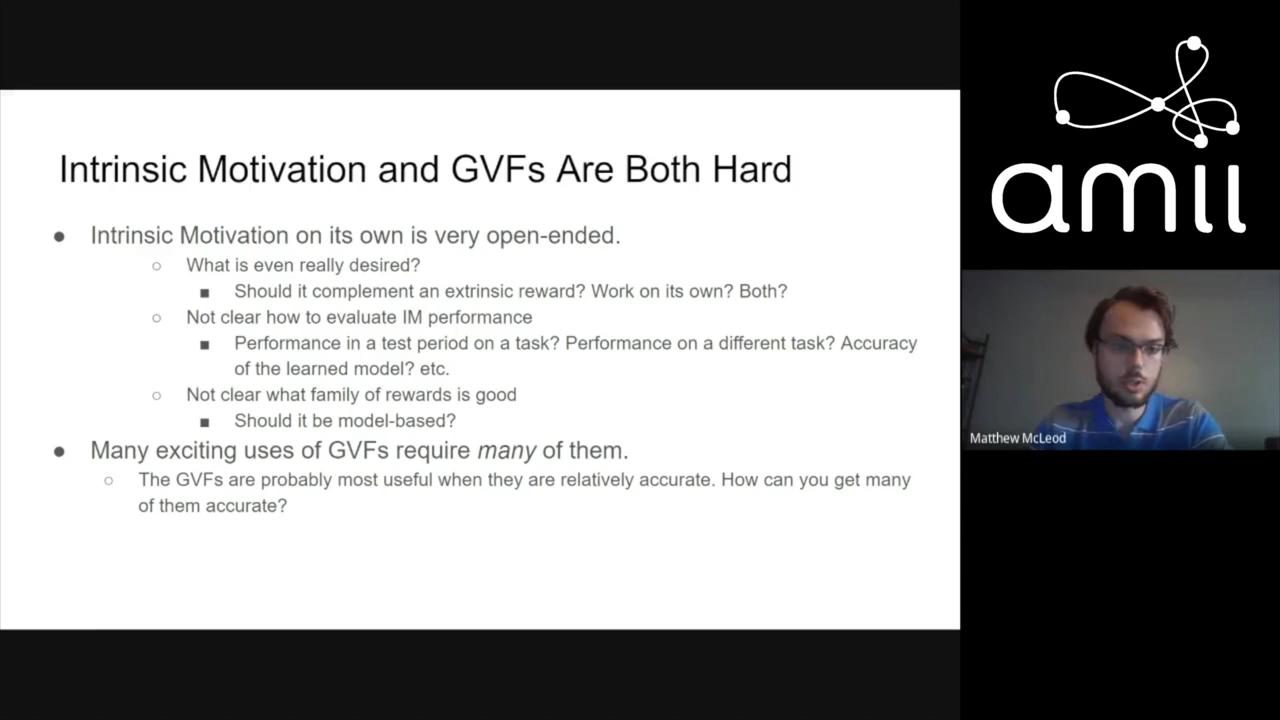 Intrinsic Motivation and GVFs Are Both Hard
● Intrinsic Motivation on its own is very open-ended.
○ What is even really desired?
■ Should it complement an extrinsic reward? Work on its own? Both?
○ Not clear how to evaluate IM performance
■ Performance in a test period on a task? Performance on a different task? Accuracy
of the learned model? etc.
○ Not clear what family of rewards is good
■ Should it be model-based?
● Many exciting uses of GVFs require many of them.
○ The GVFs are probably most useful when they are relatively accurate. How can you get many
of them accurate?
amii
Matthew McLeod